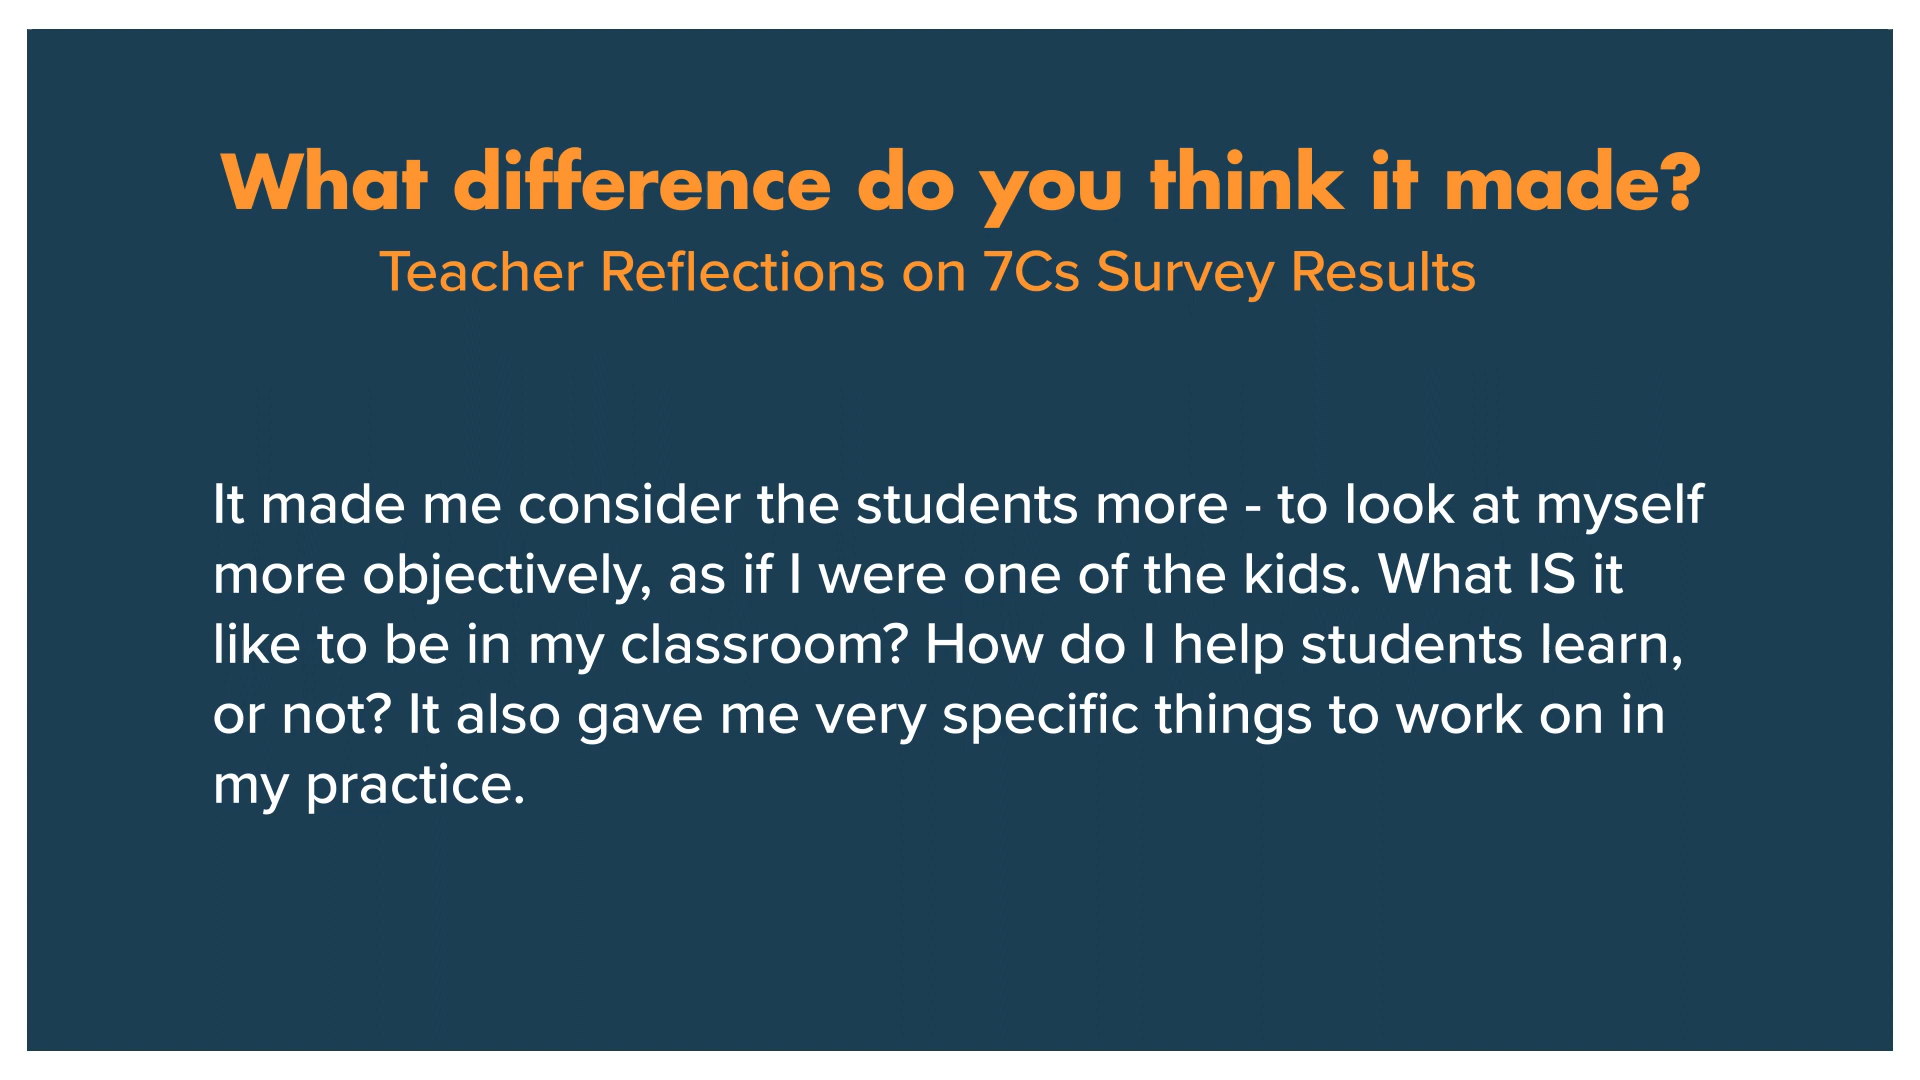 What difference do you think it made?
Teacher Reflections on 7Cs Survey Results
It made me consider the students more - to look at myself
more objectively, as if I were one of the kids. What IS it
like to be in my classroom? How do I help students learn,
or not? It also gave me very specific things to work on in
my practice.